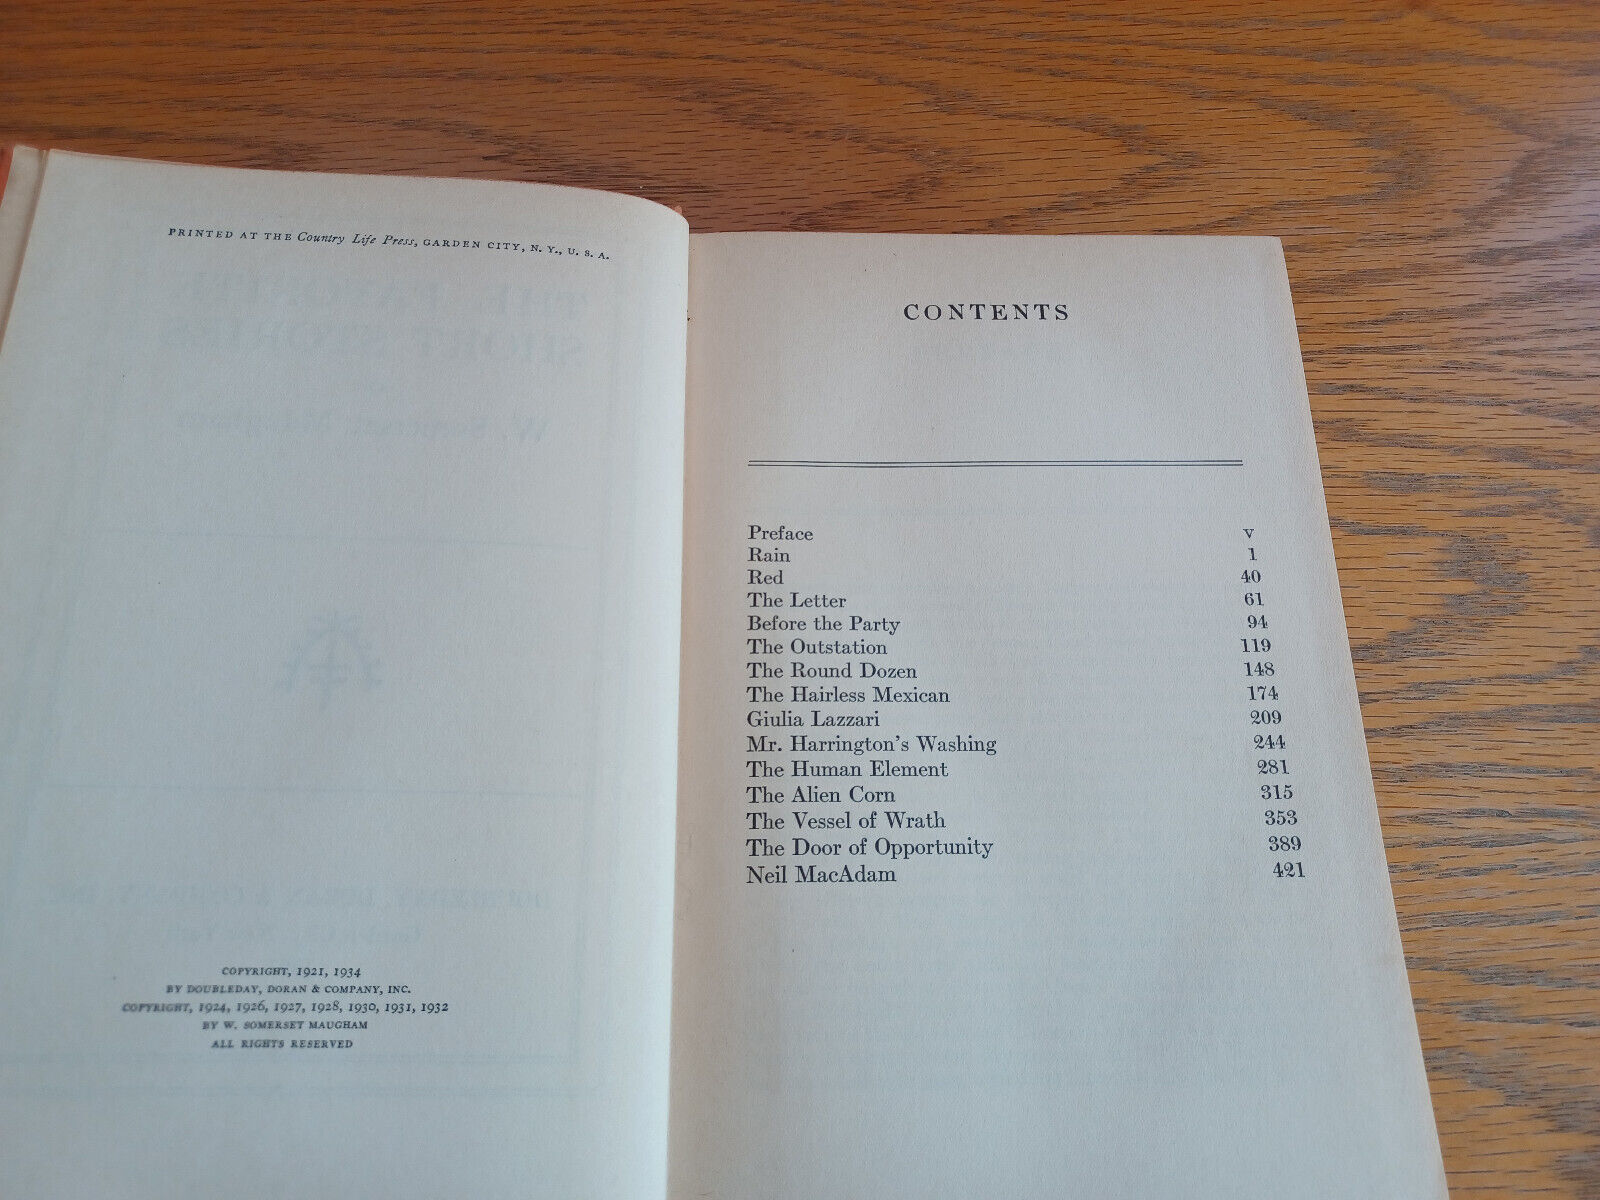 PRINTED AT THE Country Life Press, GARDEN CITY, N. Y., U. S. A.
COPYRIGHT, 1921, 1934
BY DOUBLEDAY, DORAN & COMPANY, INC.
COPYRIGHT, 1924, 1926, 1927, 1928, 1930, 1931, 1932
BY W. SOMERSET MAUGHAM
ALL RIGHTS RESERVED
CONTENTS
Preface v
Rain 1
Red 40
The Letter 61
Before the Party 94
The Outstation 119
The Round Dozen 148
The Hairless Mexican 174
Giulia Lazzari 209
Mr. Harrington's Washing 244
The Human Element 281
The Alien Corn 315
The Vessel of Wrath 353
The Door of Opportunity 389
Neil MacAdam 421